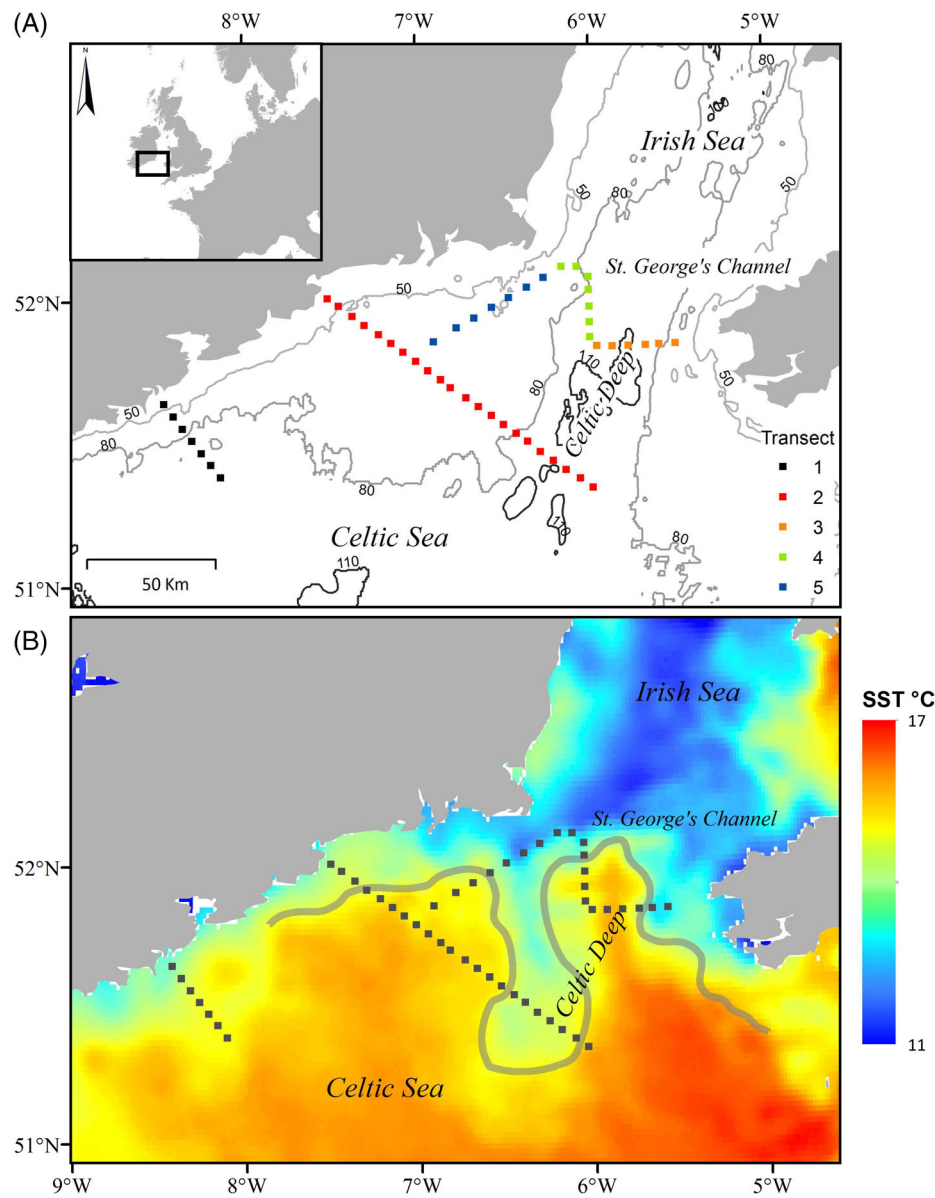 (A)
9°W 8°W 7°W 6°W 5°W
N
80
100
Irish Sea
50
80
50
St. George's Channel
52°N
50
110
80
Celtic Deep
50
50
80
Transect
1
2
3
4
5
80
110
80
Celtic Sea
110
50 Km
51°N
(B)
Irish Sea
SST °C
17
11
St. George's Channel
52°N
Celtic Deep
Celtic Sea
51°N
9°W 8°W 7°W 6°W 5°W